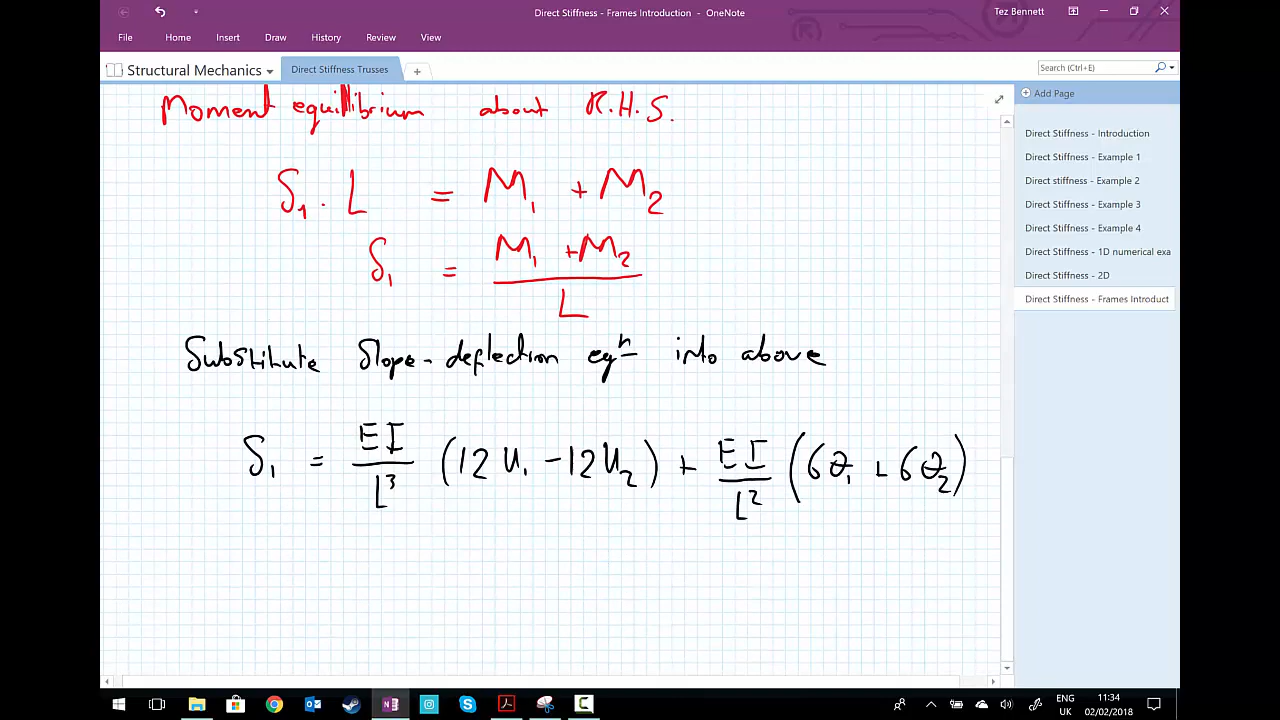 Direct Stiffness - Frames Introduction - OneNote
Tez Bennett
File Home Insert Draw History Review View
Structural Mechanics
Direct Stiffness Trusses
Search (Ctrl+E)
Moment equilibrium about R.H.S.
S₁ . L = M₁ + M₂
S₁ = (M₁ + M₂) / L
Substitute Slope-deflection eqⁿ into above
S₁ = EI/L³ (12u₁ - 12u₂) + EI/L² (6θ₁ + 6θ₂)
Add Page
Direct Stiffness - Introduction
Direct Stiffness - Example 1
Direct stiffness - Example 2
Direct Stiffness - Example 3
Direct Stiffness - Example 4
Direct Stiffness - 1D numerical exa
Direct Stiffness - 2D
Direct Stiffness - Frames Introduct
ENG
UK
11:34
02/02/2018